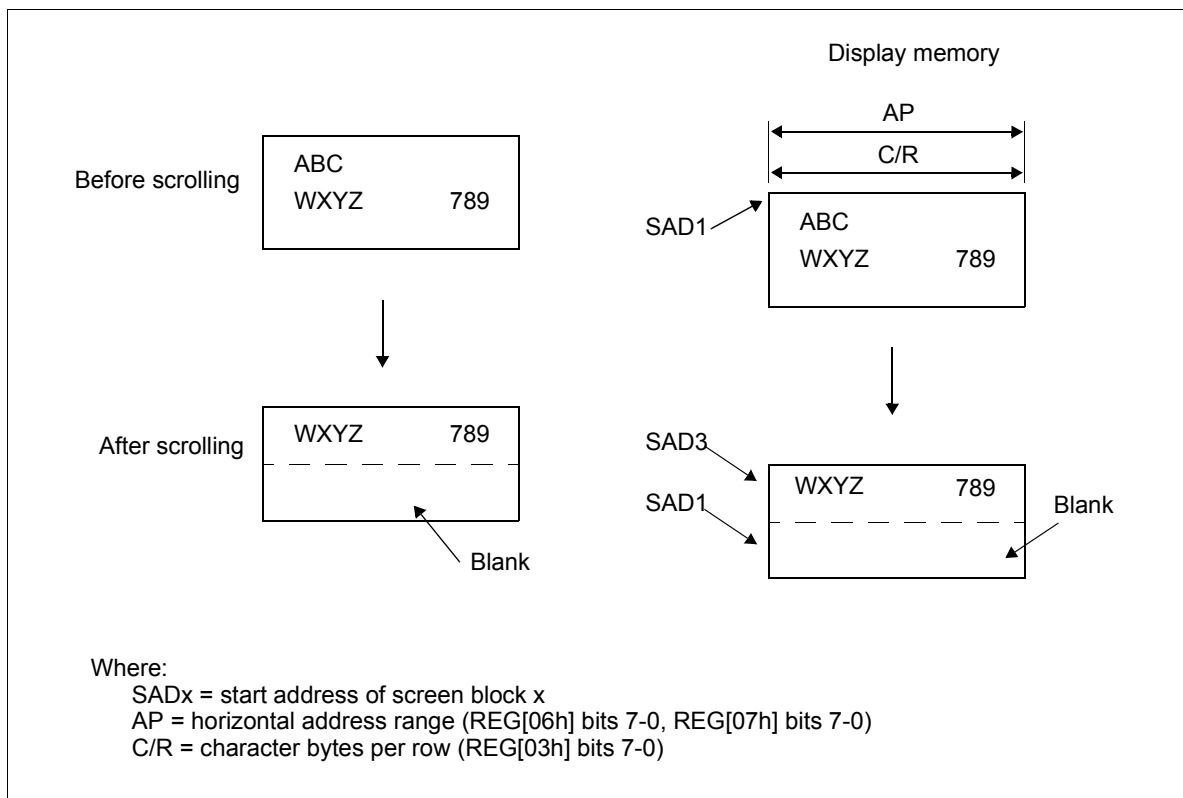 Display memory
AP
C/R
Before scrolling
ABC
WXYZ 789
SAD1
ABC
WXYZ 789
After scrolling
WXYZ 789
Blank
SAD3
SAD1
WXYZ 789
Blank
Where:
SADx = start address of screen block x
AP = horizontal address range (REG[06h] bits 7-0, REG[07h] bits 7-0)
C/R = character bytes per row (REG[03h] bits 7-0)